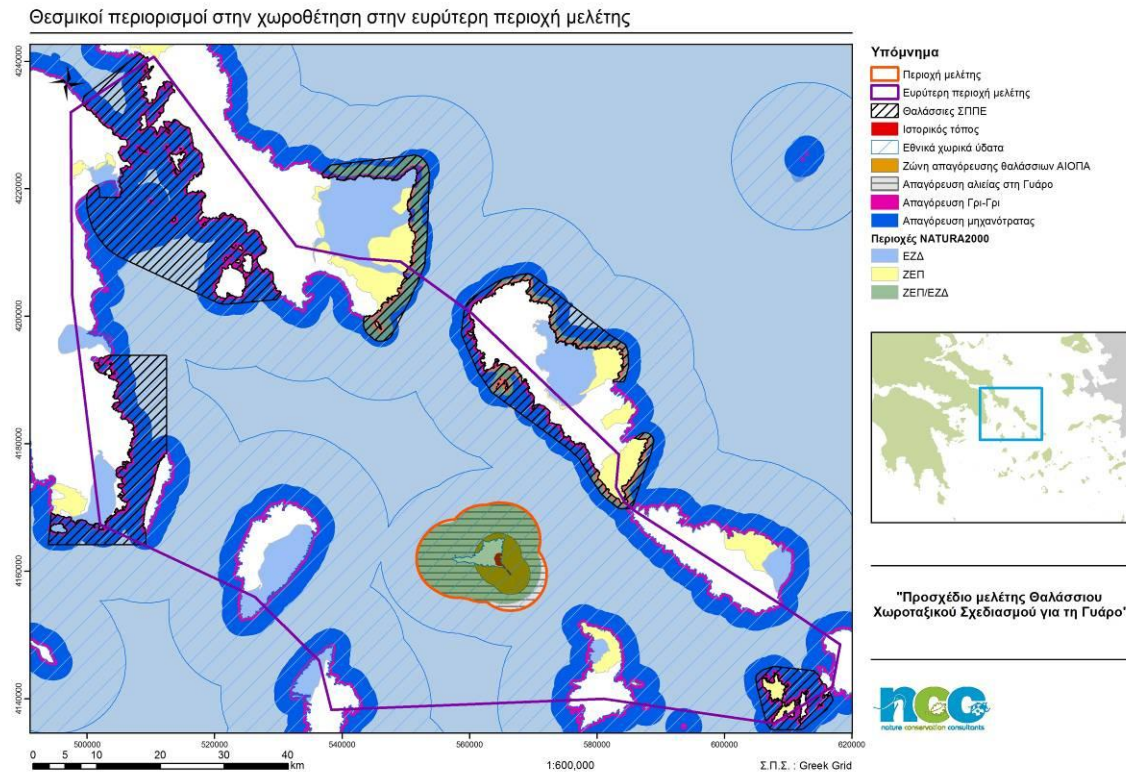 Θεσμικοί περιορισμοί στην χωροθέτηση στην ευρύτερη περιοχή μελέτης
4240000
4220000
4200000
4180000
4160000
4140000
500000 520000 540000 560000 580000 600000 620000
0 5 10 20 30 40
km
1:600,000
Σ.Π.Σ. : Greek Grid
Υπόμνημα
Περιοχή μελέτης
Ευρύτερη περιοχή μελέτης
Θαλάσσιες ΣΠΠΕ
Ιστορικός τόπος
Εθνικά χωρικά ύδατα
Ζώνη απαγόρευσης θαλάσσιων ΑΙΟΠΑ
Απαγόρευση αλιείας στη Γυάρο
Απαγόρευση Γρι-Γρι
Απαγόρευση μηχανότρατας
Περιοχές NATURA2000
ΕΖΔ
ΖΕΠ
ΖΕΠ/ΕΖΔ
"Προσχέδιο μελέτης Θαλάσσιου
Χωροταξικού Σχεδιασμού για τη Γυάρο"
ncc
nature conservation consultants